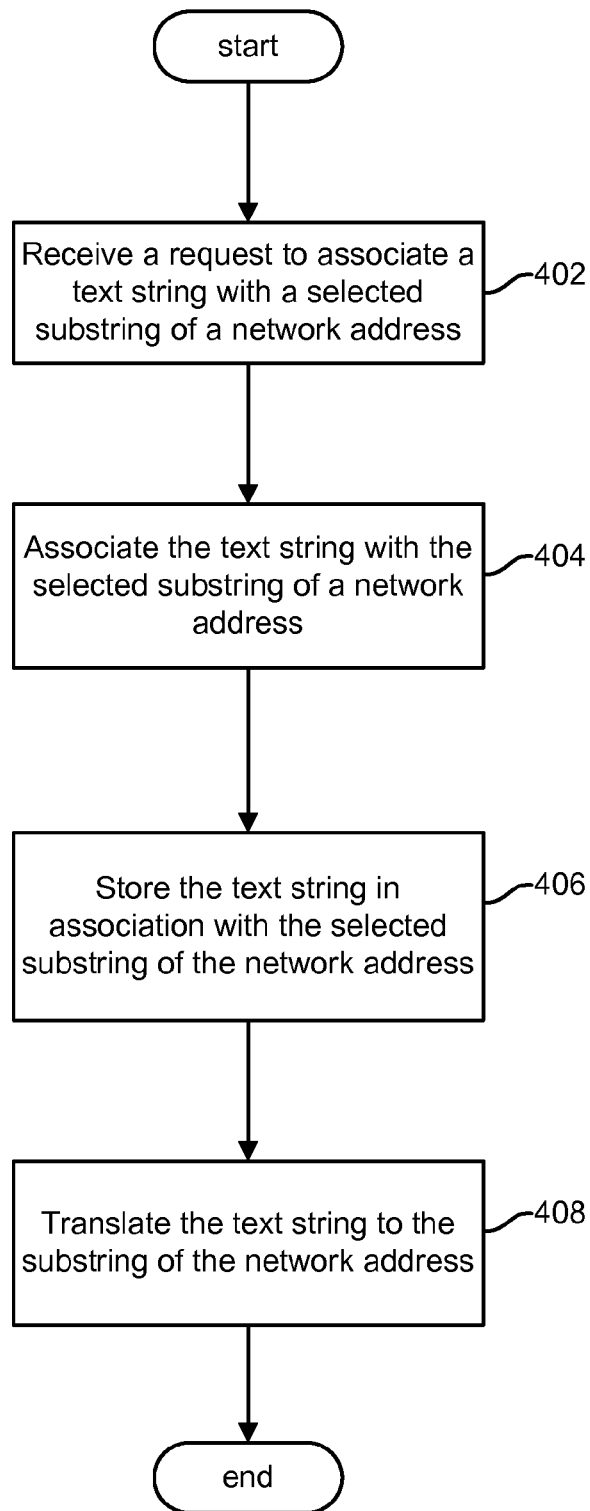 start
Receive a request to associate a
text string with a selected
substring of a network address
402
Associate the text string with the
selected substring of a network
address
404
Store the text string in
association with the selected
substring of the network address
406
Translate the text string to the
substring of the network address
408
end